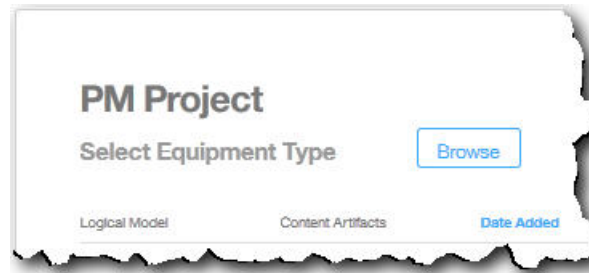 PM Project
Select Equipment Type Browse
Logical Model Content Artifacts Date Added